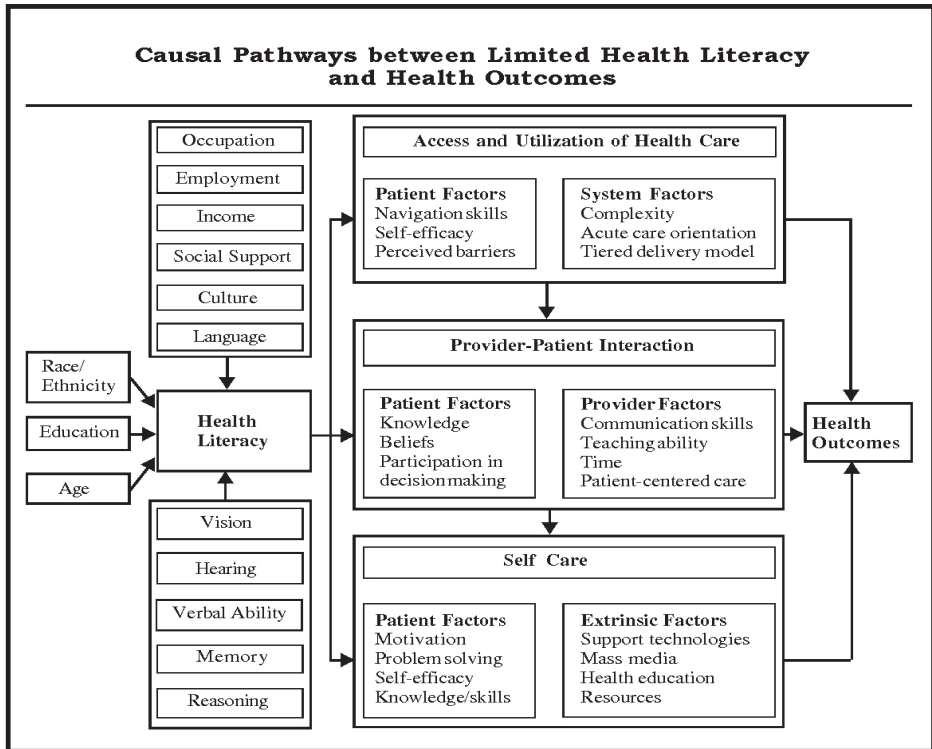 Causal Pathways between Limited Health Literacy
and Health Outcomes
Occupation
Employment
Income
Social Support
Culture
Language
Race/
Ethnicity
Education
Age
Health
Literacy
Vision
Hearing
Verbal Ability
Memory
Reasoning
Access and Utilization of Health Care
Patient Factors
Navigation skills
Self-efficacy
Perceived barriers
System Factors
Complexity
Acute care orientation
Tiered delivery model
Provider-Patient Interaction
Patient Factors
Knowledge
Beliefs
Participation in
decision making
Provider Factors
Communication skills
Teaching ability
Time
Patient-centered care
Self Care
Patient Factors
Motivation
Problem solving
Self-efficacy
Knowledge/skills
Extrinsic Factors
Support technologies
Mass media
Health education
Resources
Health
Outcomes